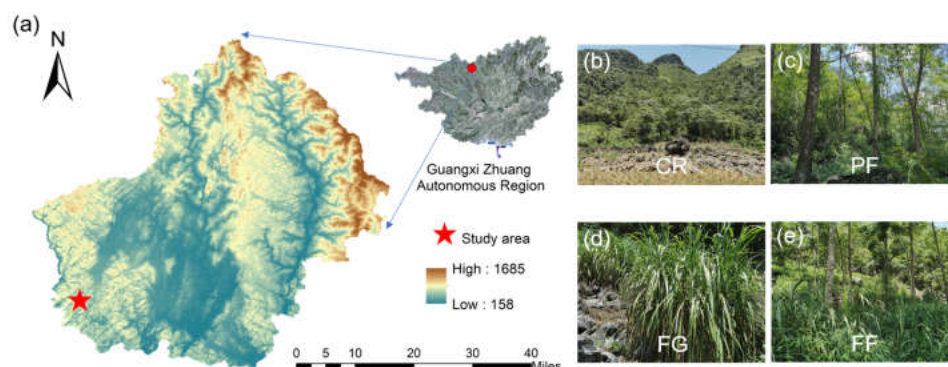 (a)
N
Guangxi Zhuang
Autonomous Region
Study area
High : 1685
Low : 158
0 5 10 20 30 40
Miles
(b)
CR
(c)
PF
(d)
FG
(e)
FF